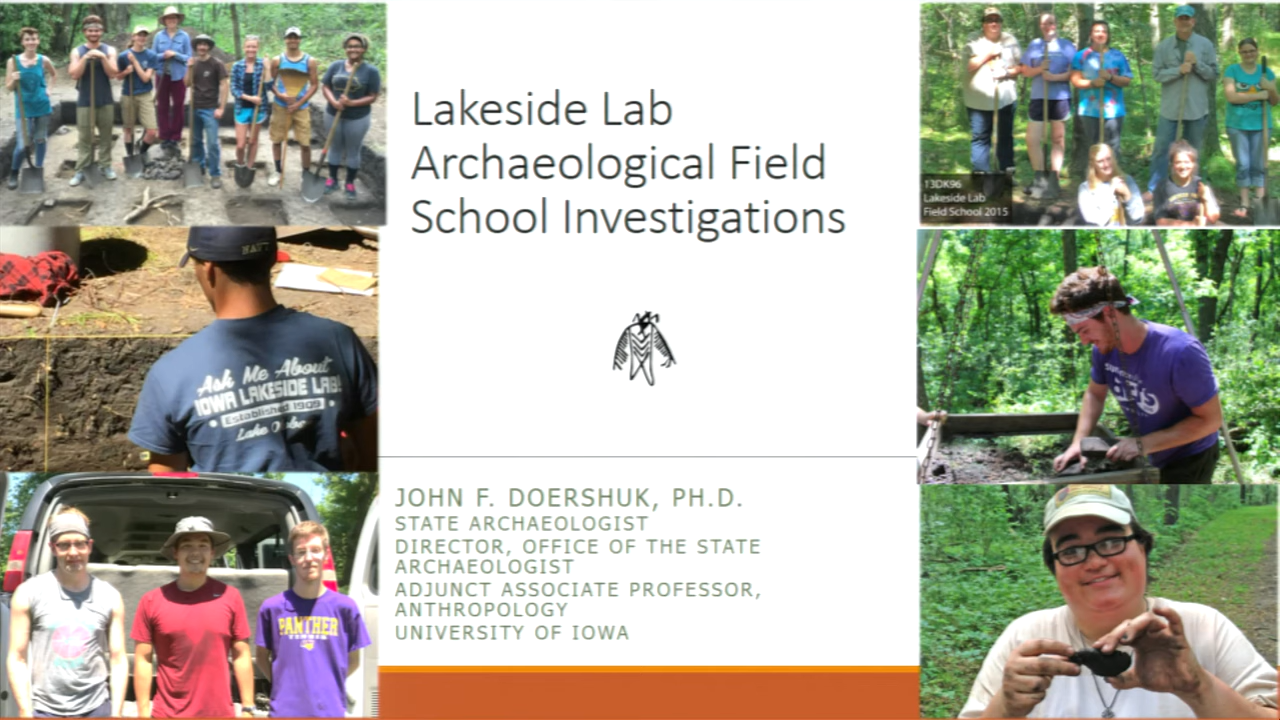 Lakeside Lab
Archaeological Field
School Investigations
JOHN F. DOERSHUK, PH.D.
STATE ARCHAEOLOGIST
DIRECTOR, OFFICE OF THE STATE
ARCHAEOLOGIST
ADJUNCT ASSOCIATE PROFESSOR,
ANTHROPOLOGY
UNIVERSITY OF IOWA
13DK96
Lakeside Lab
Field School 2015
Ask Me About
IOWA LAKESIDE LAB!
Established 1909
Lake
PANTHER
TENNIS